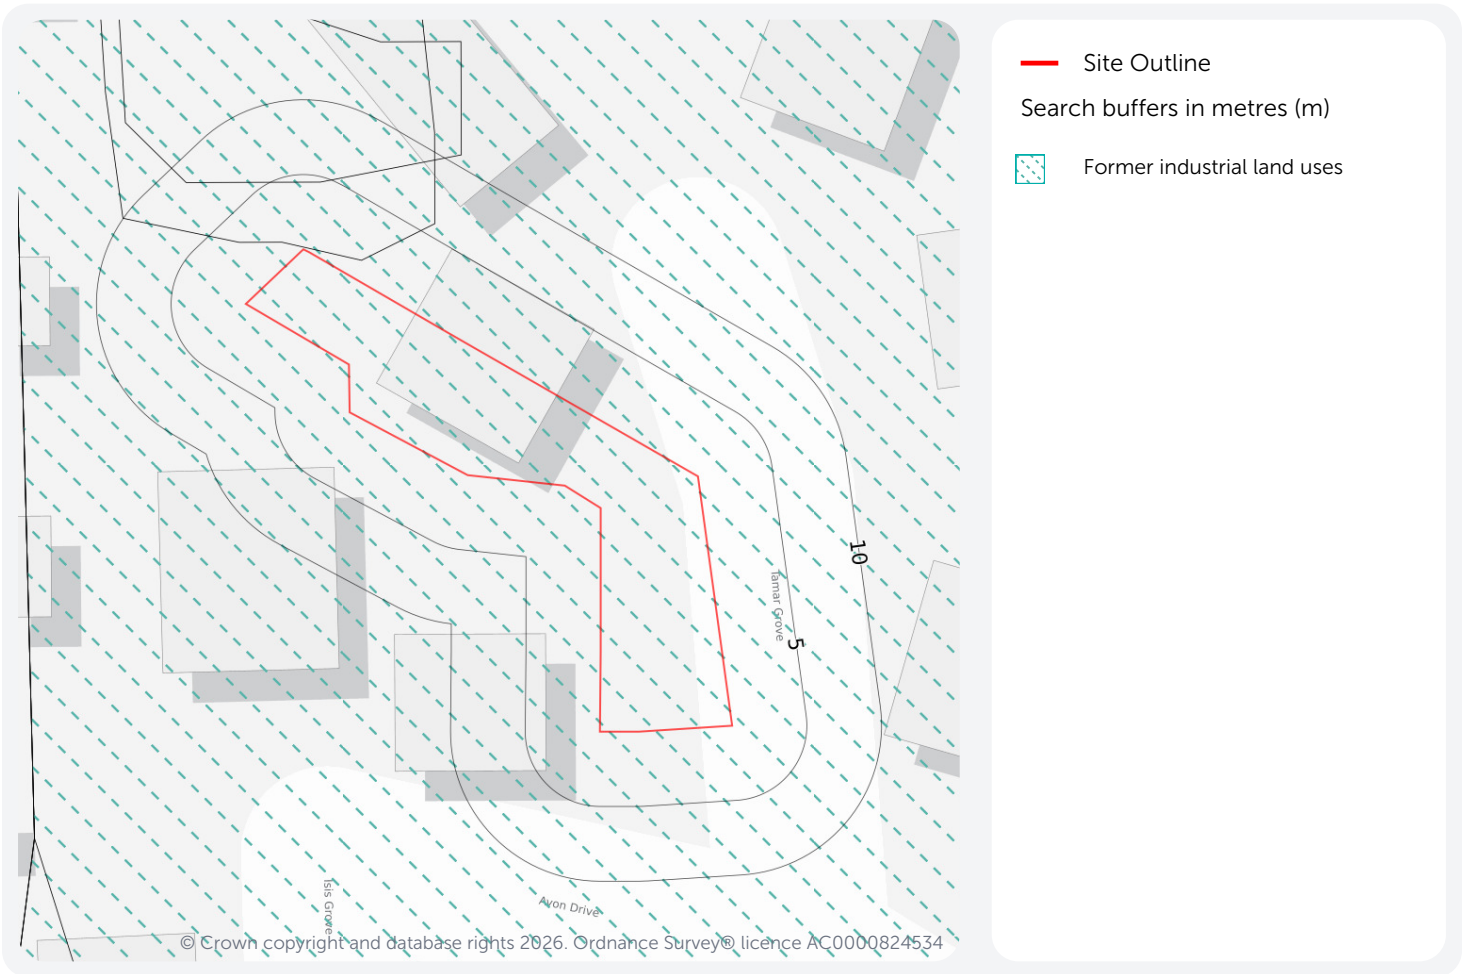 Site Outline
Search buffers in metres (m)
Former industrial land uses
10
Tamar Grove
5
Isis Grove
Avon Drive
© Crown copyright and database rights 2026. Ordnance Survey® licence AC0000824534